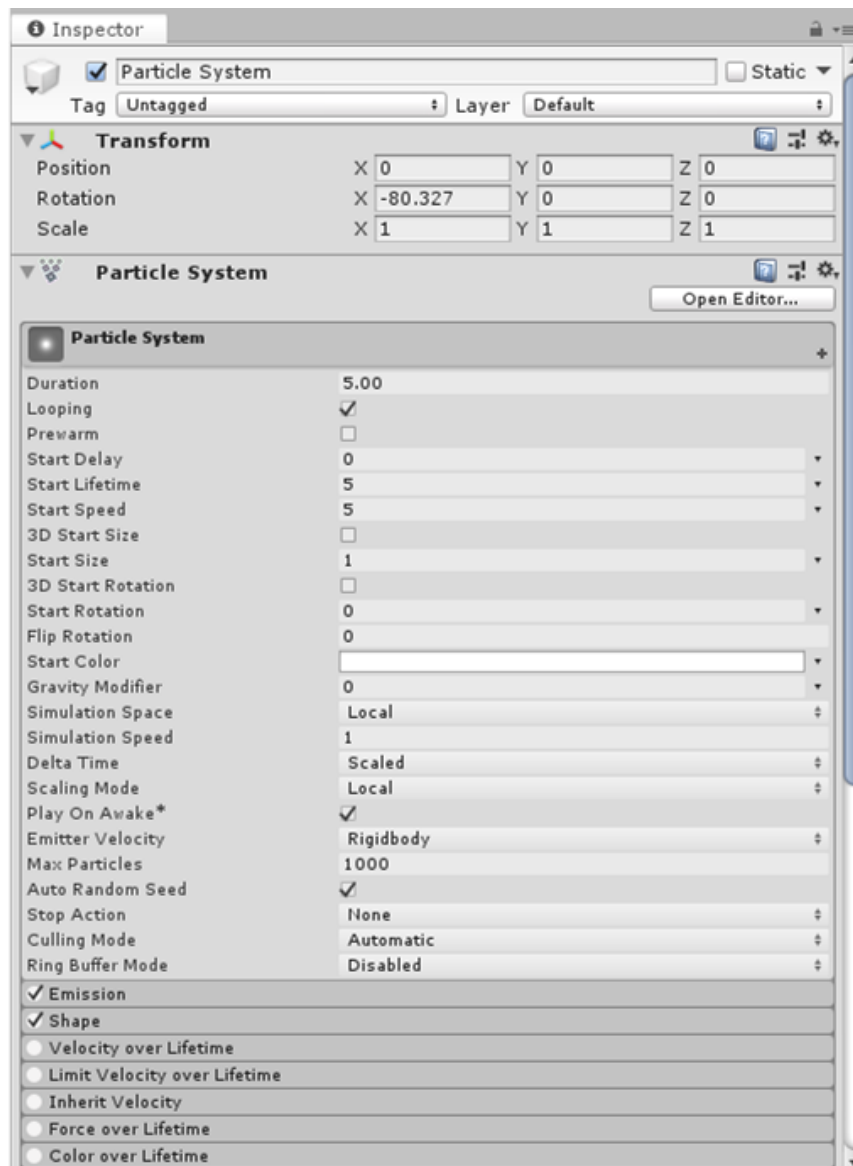 Inspector
Particle System Static
Tag Untagged Layer Default
Transform
Position X 0 Y 0 Z 0
Rotation X -80.327 Y 0 Z 0
Scale X 1 Y 1 Z 1
Particle System
Open Editor...
Particle System
Duration 5.00
Looping
Prewarm
Start Delay 0
Start Lifetime 5
Start Speed 5
3D Start Size
Start Size 1
3D Start Rotation
Start Rotation 0
Flip Rotation 0
Start Color
Gravity Modifier 0
Simulation Space Local
Simulation Speed 1
Delta Time Scaled
Scaling Mode Local
Play On Awake*
Emitter Velocity Rigidbody
Max Particles 1000
Auto Random Seed
Stop Action None
Culling Mode Automatic
Ring Buffer Mode Disabled
Emission
Shape
Velocity over Lifetime
Limit Velocity over Lifetime
Inherit Velocity
Force over Lifetime
Color over Lifetime